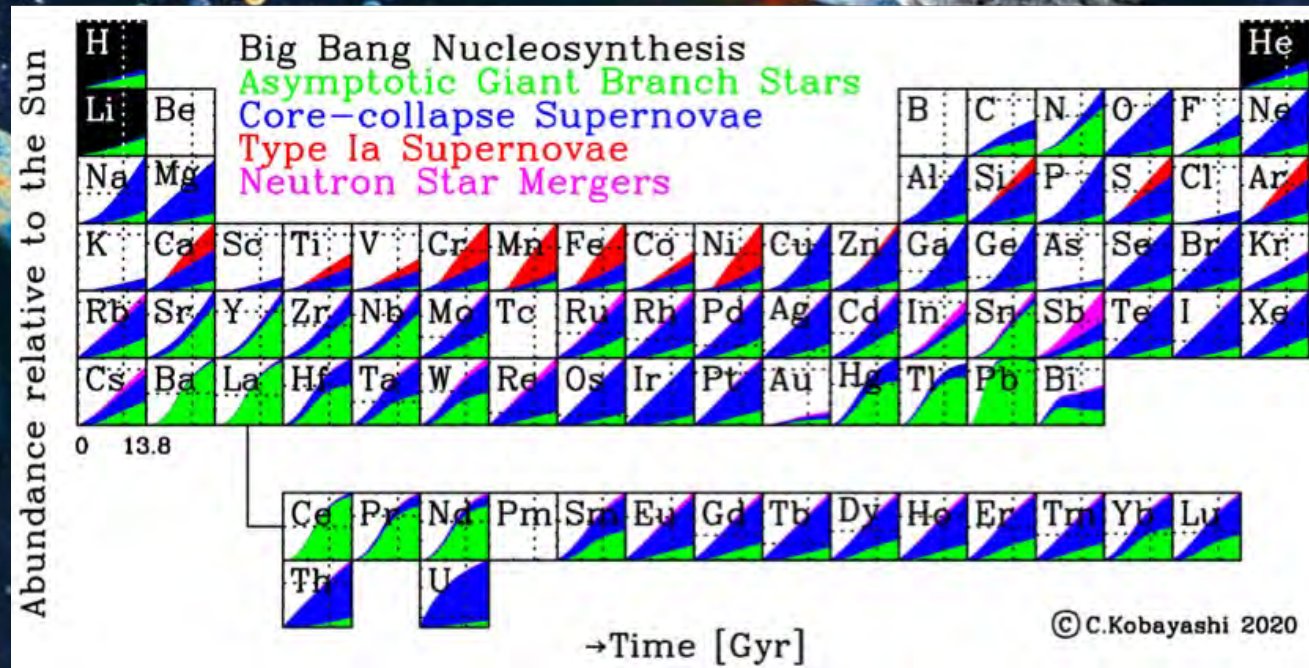 Abundance relative to the Sun
H He
Big Bang Nucleosynthesis
Asymptotic Giant Branch Stars
Core-collapse Supernovae
Type Ia Supernovae
Neutron Star Mergers
Li Be B C N O F Ne
Na Mg Al Si P S Cl Ar
K Ca Sc Ti V Cr Mn Fe Co Ni Cu Zn Ga Ge As Se Br Kr
Rb Sr Y Zr Nb Mo Tc Ru Rh Pd Ag Cd In Sn Sb Te I Xe
Cs Ba La Hf Ta W Re Os Ir Pt Au Hg Tl Pb Bi
0 13.8
Ce Pr Nd Pm Sm Eu Gd Tb Dy Ho Er Tm Yb Lu
Th U
→Time [Gyr]
© C.Kobayashi 2020